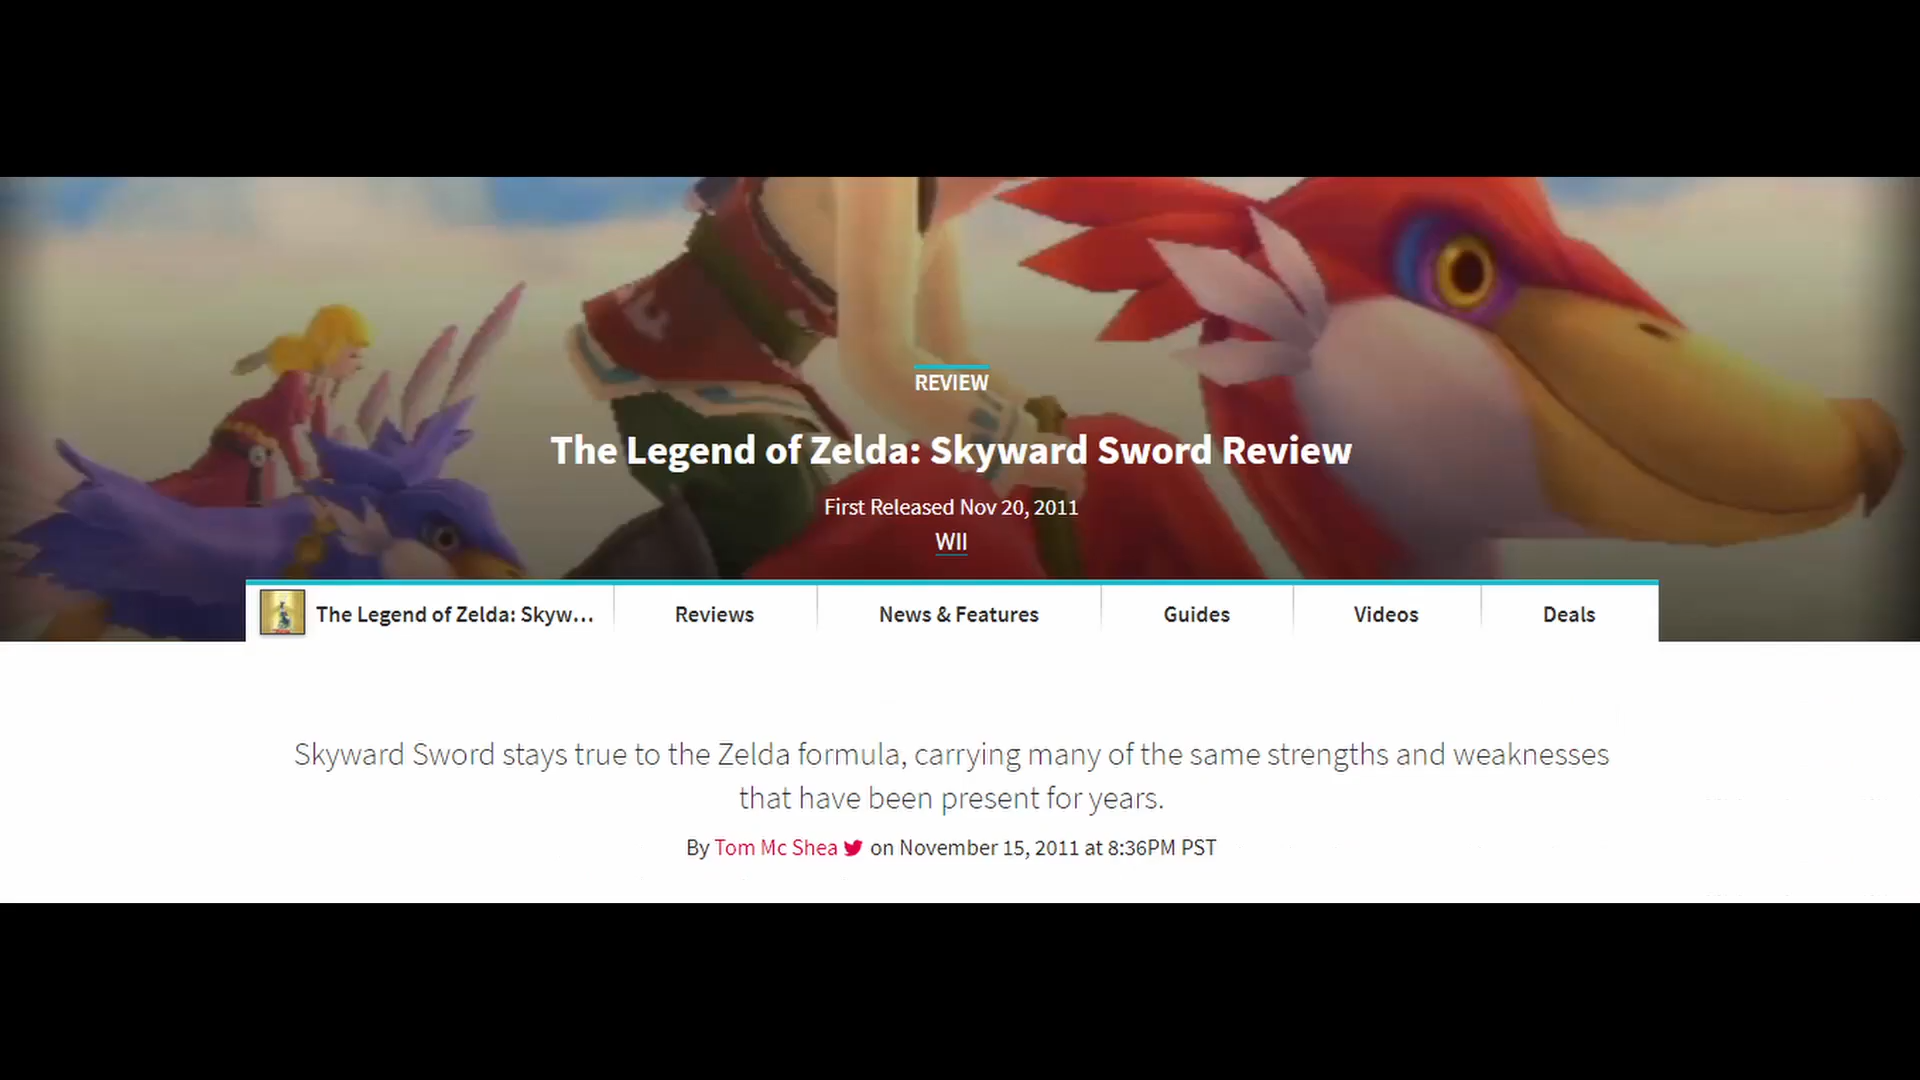 REVIEW
The Legend of Zelda: Skyward Sword Review
First Released Nov 20, 2011
WII
The Legend of Zelda: Skyw...
Reviews
News & Features
Guides
Videos
Deals
Skyward Sword stays true to the Zelda formula, carrying many of the same strengths and weaknesses
that have been present for years.
By Tom Mc Shea on November 15, 2011 at 8:36PM PST